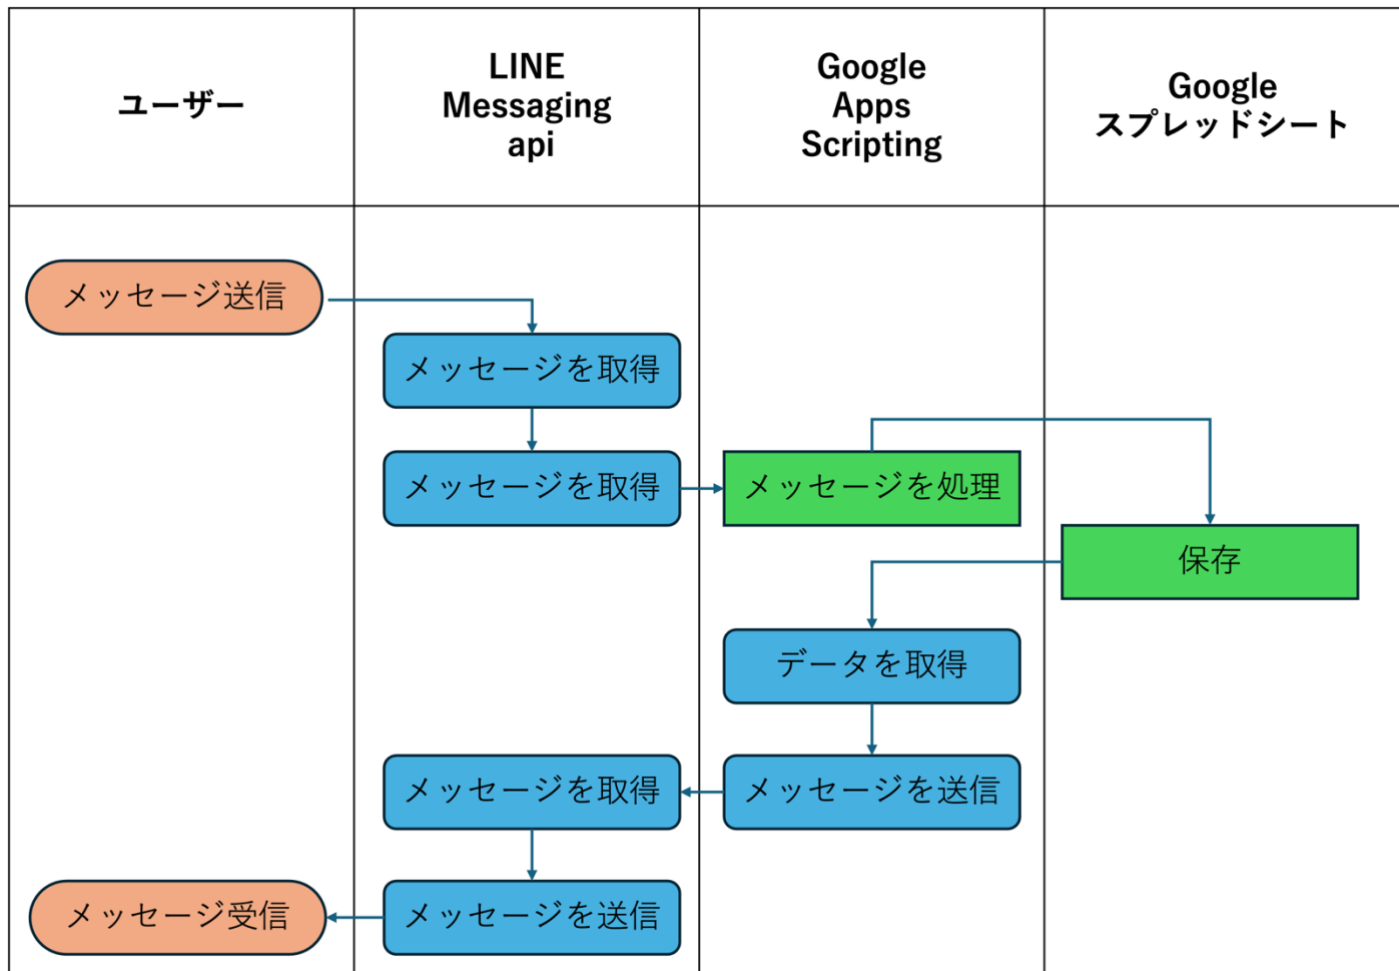 ユーザー
LINE
Messaging
api
Google
Apps
Scripting
Google
スプレッドシート
メッセージ送信
メッセージを取得
メッセージを取得
メッセージを処理
保存
データを取得
メッセージを取得
メッセージを送信
メッセージ受信
メッセージを送信